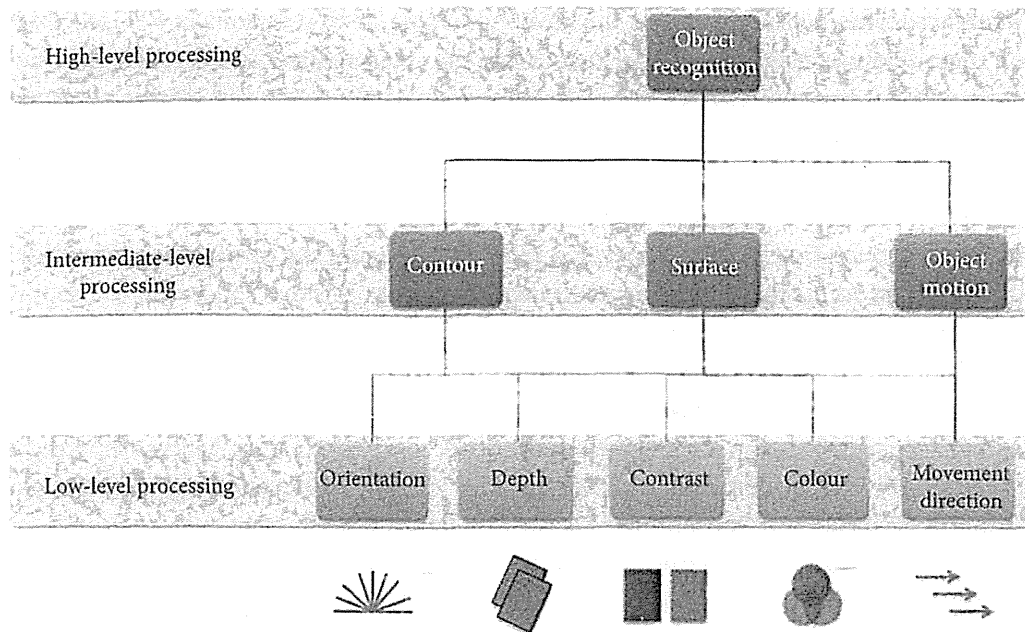 High-level processing
Object
recognition
Intermediate-level
processing
Contour
Surface
Object
motion
Low-level processing
Orientation
Depth
Contrast
Colour
Movement
direction